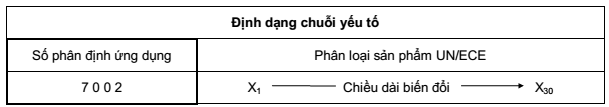 Định dạng chuỗi yếu tố
Số phân định ứng dụng Phân loại sản phẩm UN/ECE
7 0 0 2 X1 Chiều dài biến đổi X30